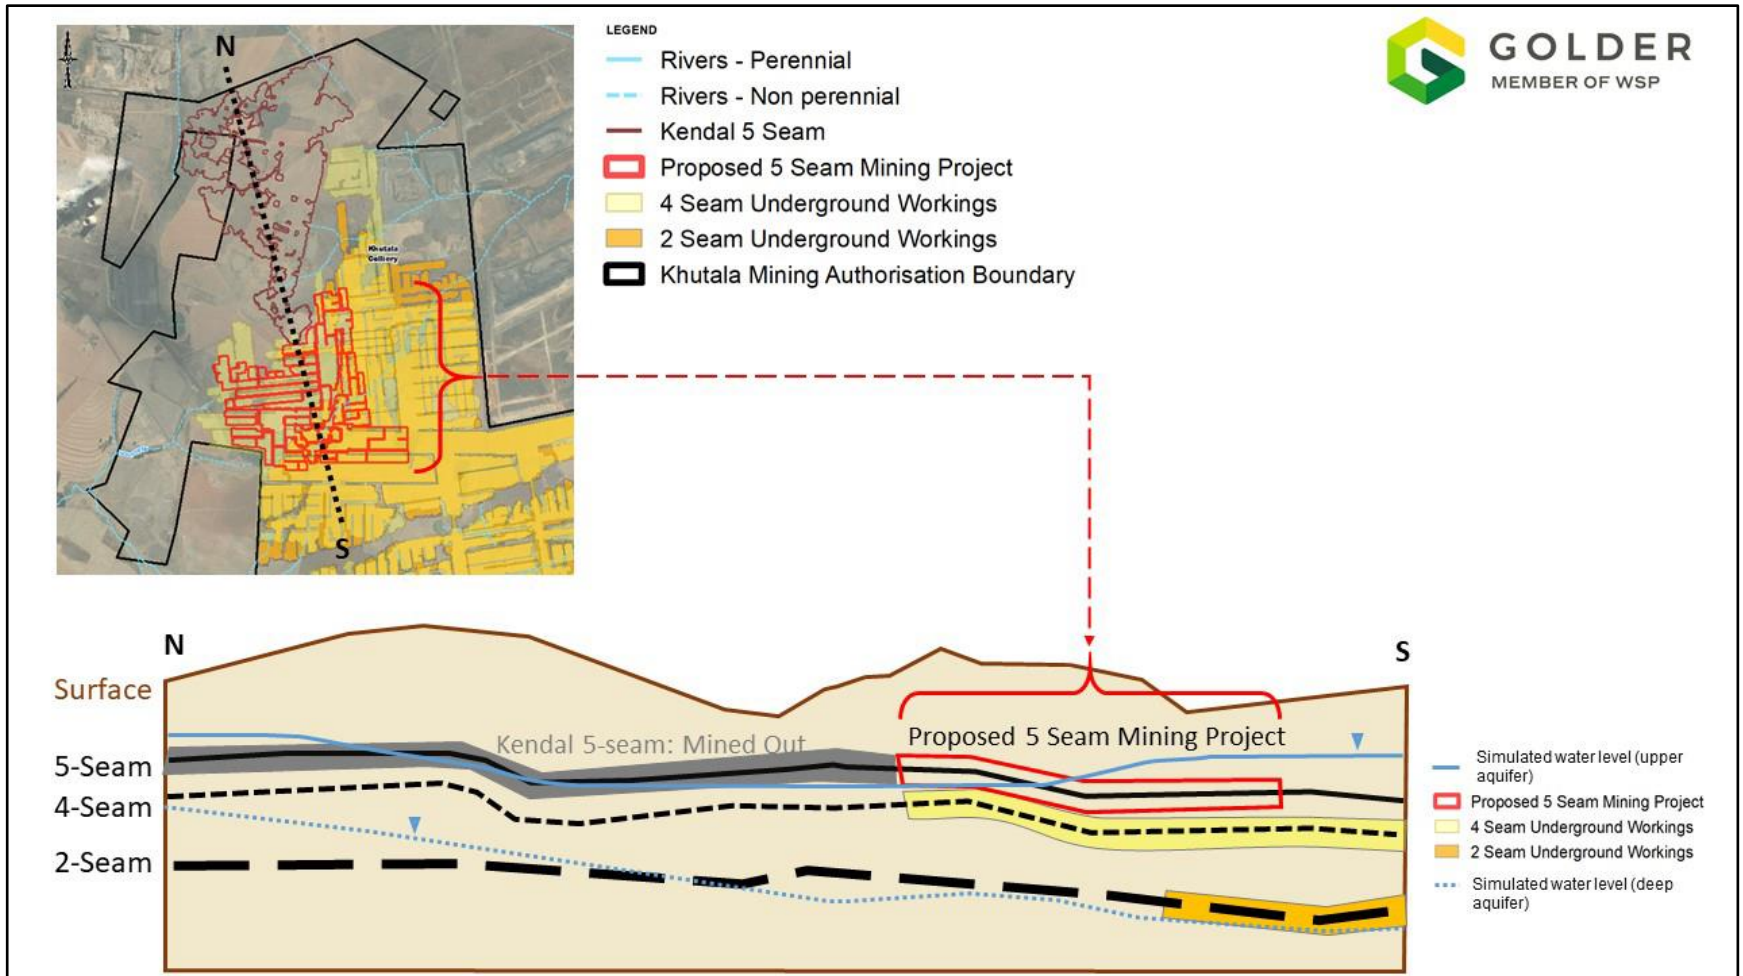 N
Khutala
Colliery
S
LEGEND
Rivers - Perennial
Rivers - Non perennial
Kendal 5 Seam
Proposed 5 Seam Mining Project
4 Seam Underground Workings
2 Seam Underground Workings
Khutala Mining Authorisation Boundary
GOLDER
MEMBER OF WSP
N
S
Surface
5-Seam
4-Seam
2-Seam
Kendal 5-seam: Mined Out
Proposed 5 Seam Mining Project
Simulated water level (upper
aquifer)
Proposed 5 Seam Mining Project
4 Seam Underground Workings
2 Seam Underground Workings
Simulated water level (deep
aquifer)